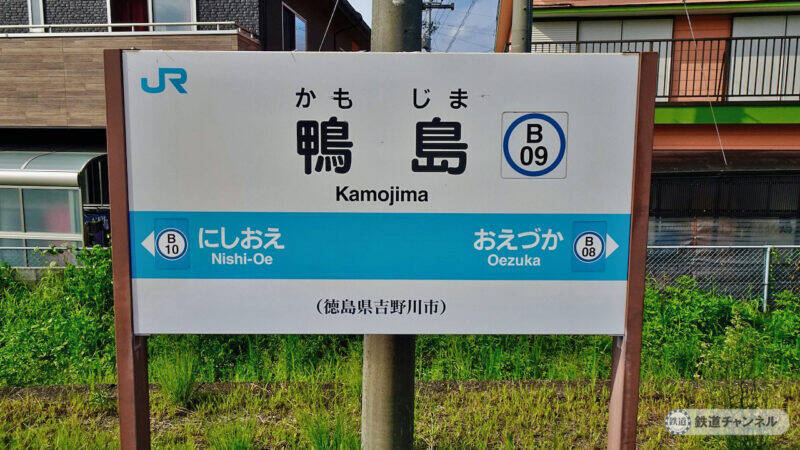 JR
かもじま
鴨島
B
09
Kamojima
B
10
にしおえ
Nishi-Oe
おえづか
Oezuka
B
08
(徳島県吉野川市)
鉄道チャンネル